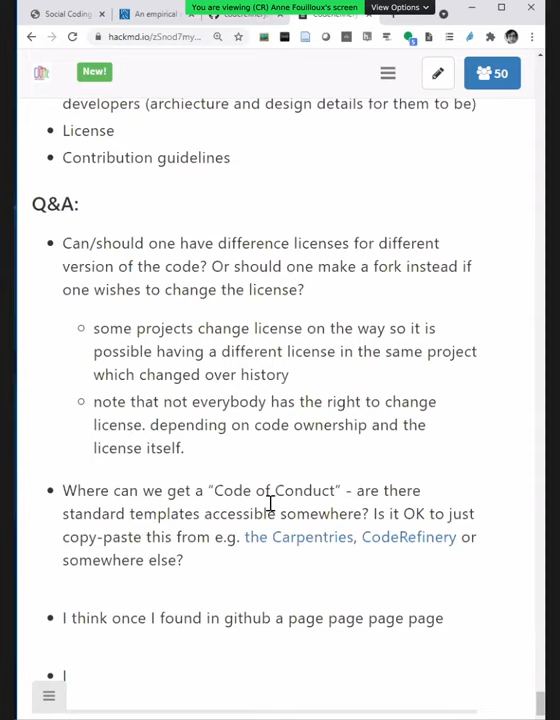 You are viewing (CR) Anne Fouilloux's screen
View Options
Social Coding
An empirical
hackmd.io/zSnod7my...
New!
50
developers (archiecture and design details for them to be)
License
Contribution guidelines
Q&A:
Can/should one have difference licenses for different
version of the code? Or should one make a fork instead if
one wishes to change the license?
some projects change license on the way so it is
possible having a different license in the same project
which changed over history
note that not everybody has the right to change
license. depending on code ownership and the
license itself.
Where can we get a “Code of Conduct” - are there
standard templates accessible somewhere? Is it OK to just
copy-paste this from e.g. the Carpentries, CodeRefinery or
somewhere else?
I think once I found in github a page page page page
I